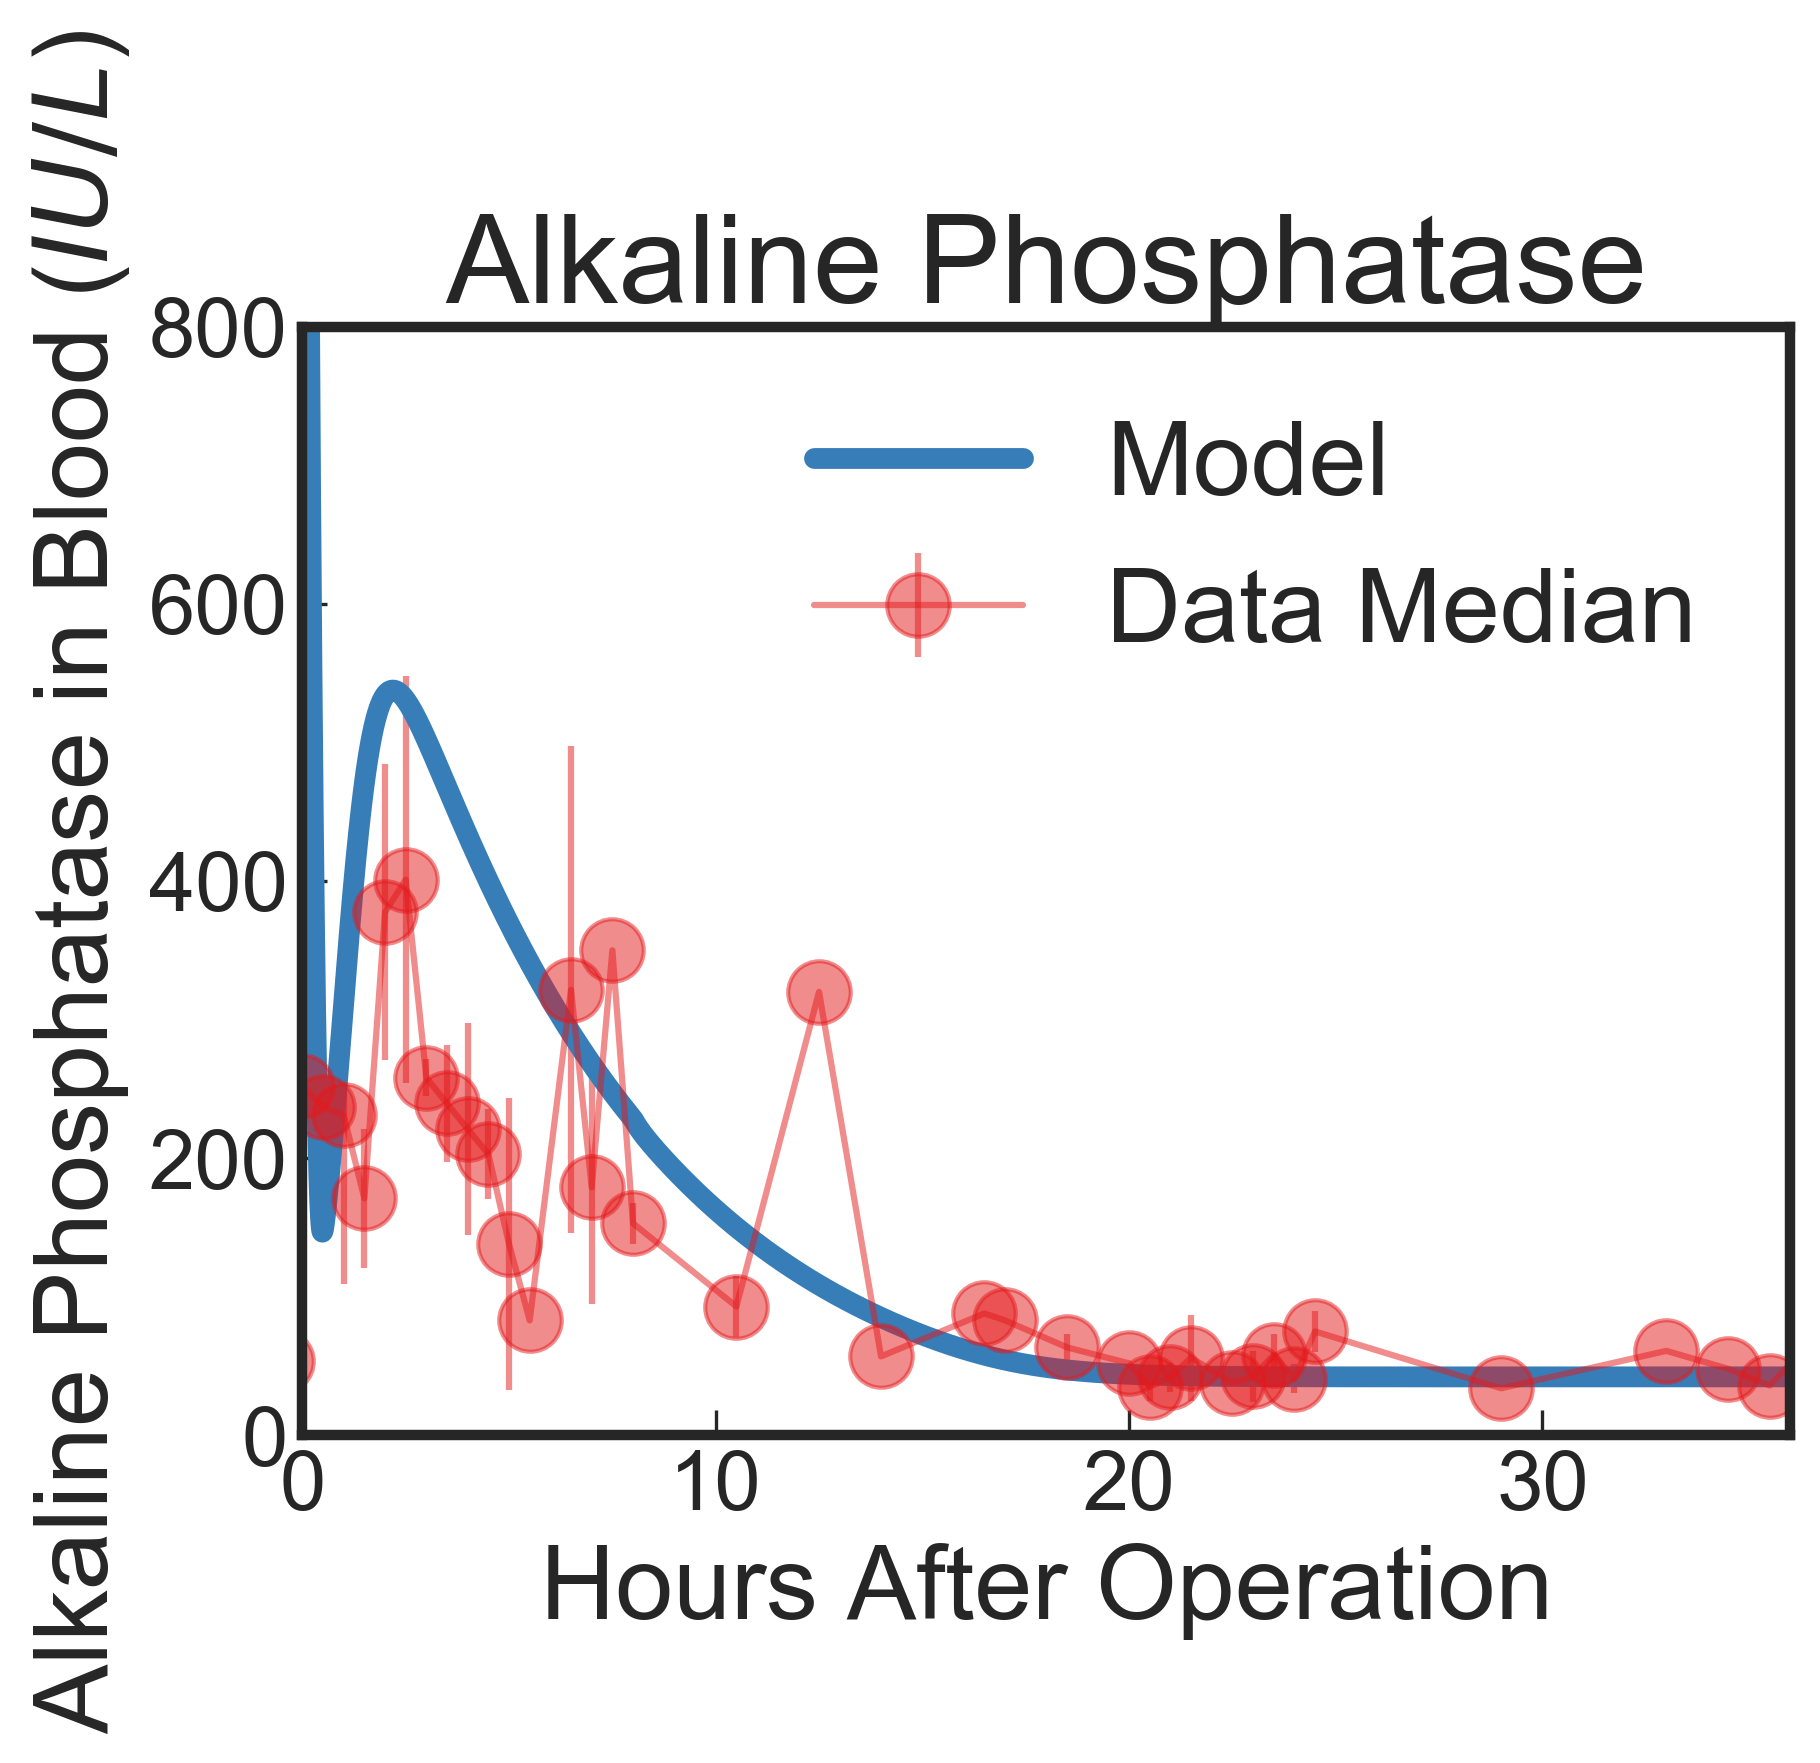 Alkaline Phosphatase
Alkaline Phosphatase in Blood (IU/L)
800
600
400
200
0
Model
Data Median
0 10 20 30
Hours After Operation